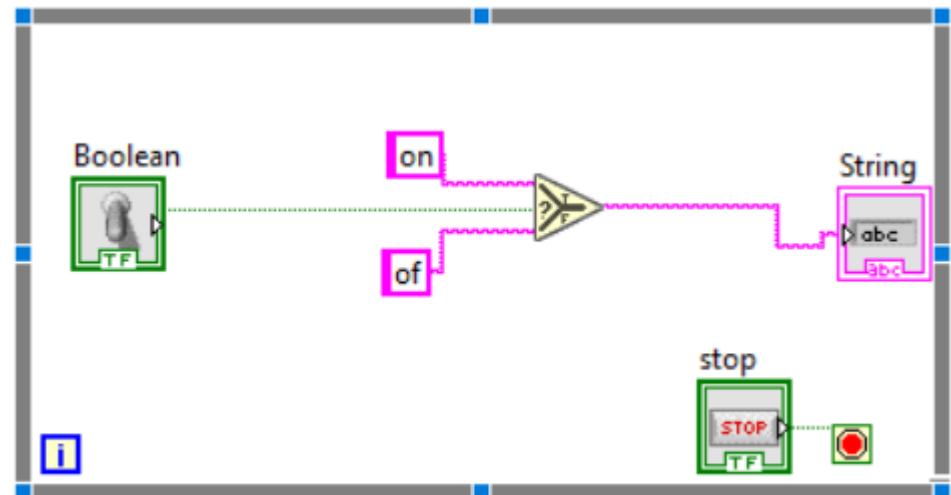 Boolean
TF
on
of
?
T
F
String
abc
abc
stop
STOP
TF
i